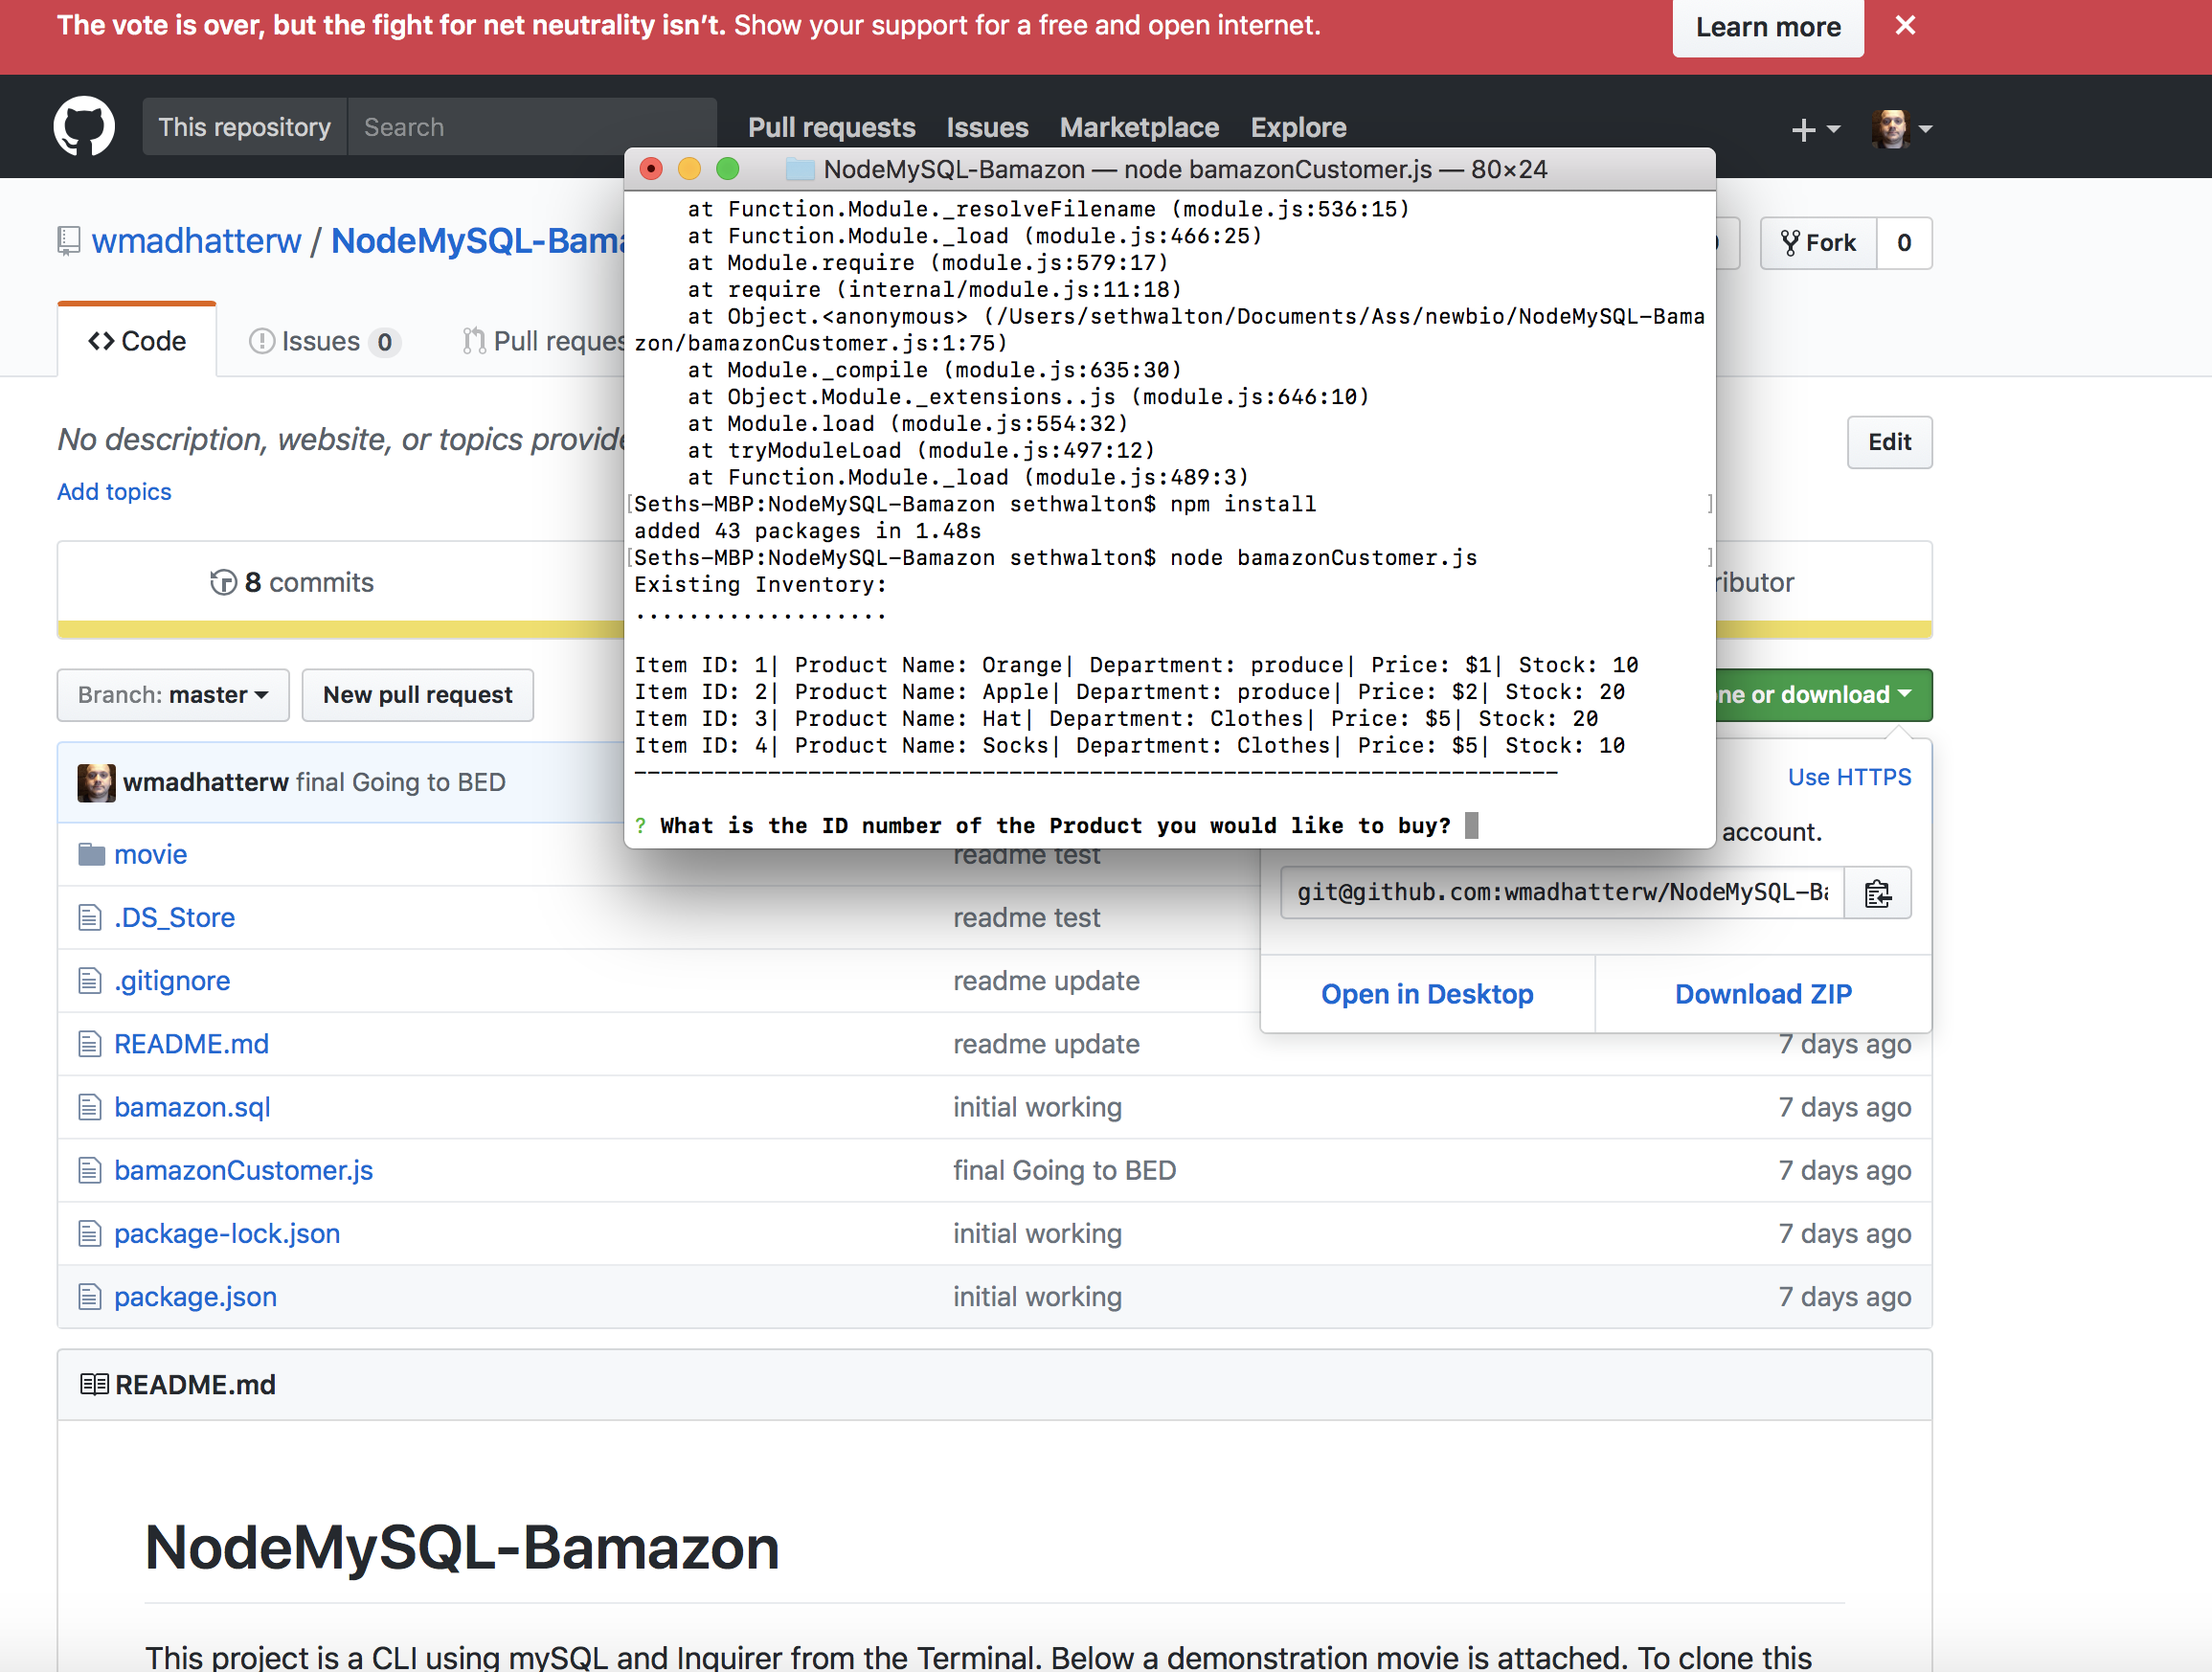 The vote is over, but the fight for net neutrality isn’t. Show your support for a free and open internet.
Learn more
This repository
Search
Pull requests
Issues
Marketplace
Explore
NodeMySQL-Bamazon — node bamazonCustomer.js — 80×24
at Function.Module._resolveFilename (module.js:536:15)
at Function.Module._load (module.js:466:25)
at Module.require (module.js:579:17)
at require (internal/module.js:11:18)
at Object.<anonymous> (/Users/sethwalton/Documents/Ass/newbio/NodeMySQL-Bama
zon/bamazonCustomer.js:1:75)
at Module._compile (module.js:635:30)
at Object.Module._extensions..js (module.js:646:10)
at Module.load (module.js:554:32)
at tryModuleLoad (module.js:497:12)
at Function.Module._load (module.js:489:3)
[Seths-MBP:NodeMySQL-Bamazon sethwalton$ npm install ]
added 43 packages in 1.48s
[Seths-MBP:NodeMySQL-Bamazon sethwalton$ node bamazonCustomer.js ]
Existing Inventory:
...................
Item ID: 1| Product Name: Orange| Department: produce| Price: $1| Stock: 10
Item ID: 2| Product Name: Apple| Department: produce| Price: $2| Stock: 20
Item ID: 3| Product Name: Hat| Department: Clothes| Price: $5| Stock: 20
Item ID: 4| Product Name: Socks| Department: Clothes| Price: $5| Stock: 10
---------------------------------------------------------------------
? What is the ID number of the Product you would like to buy?
wmadhatterw / NodeMySQL-Bama
Fork
0
Code
Issues 0
Pull reques
No description, website, or topics provide
Edit
Add topics
8 commits
ributor
Branch: master
New pull request
ne or download
Use HTTPS
account.
git@github.com:wmadhatterw/NodeMySQL-Ba
Open in Desktop
Download ZIP
wmadhatterw final Going to BED
movie readme test
.DS_Store readme test
.gitignore readme update
README.md readme update 7 days ago
bamazon.sql initial working 7 days ago
bamazonCustomer.js final Going to BED 7 days ago
package-lock.json initial working 7 days ago
package.json initial working 7 days ago
README.md
NodeMySQL-Bamazon
This project is a CLI using mySQL and Inquirer from the Terminal. Below a demonstration movie is attached. To clone this